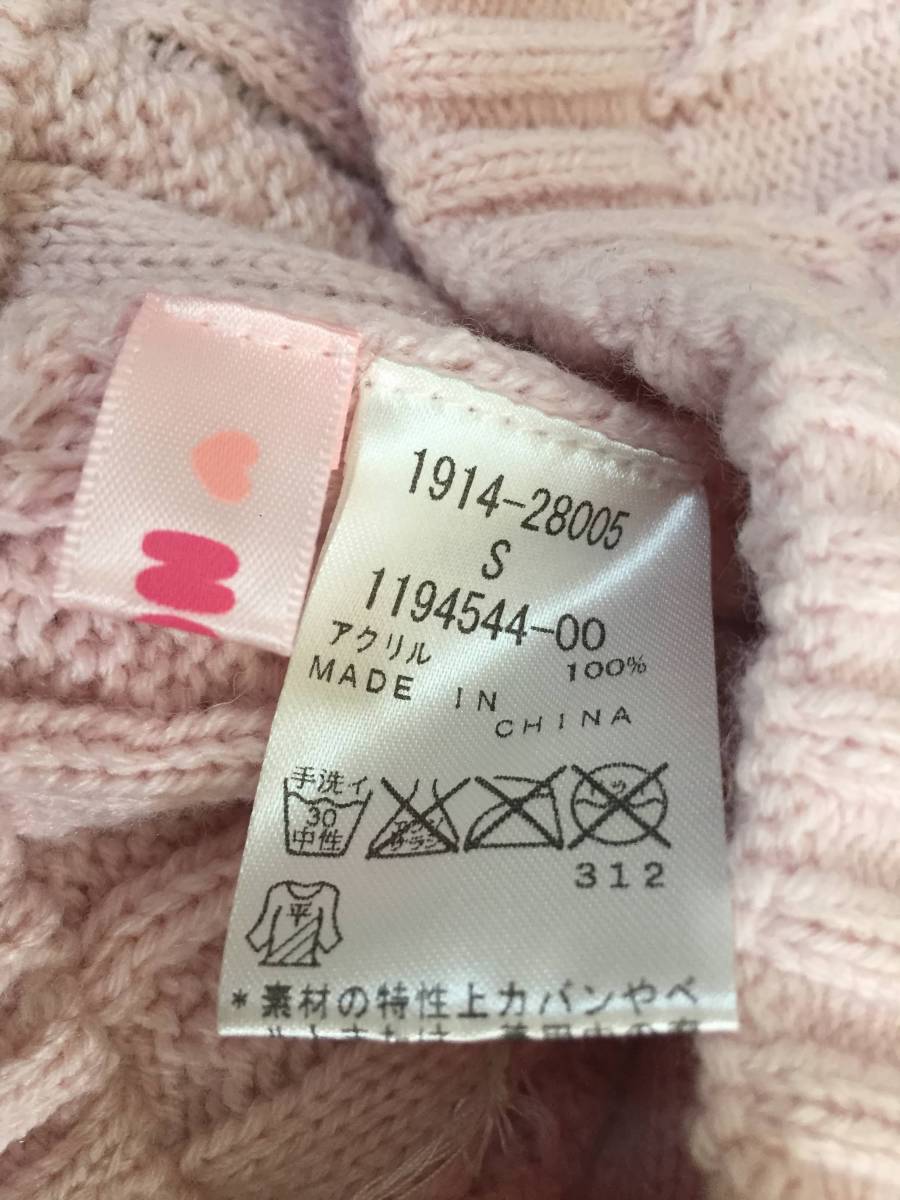 1914-28005
S
1194544-00
アクリル 100%
MADE IN CHINA
手洗イ
30
中性
312
平
*素材の特性上カバンやベ